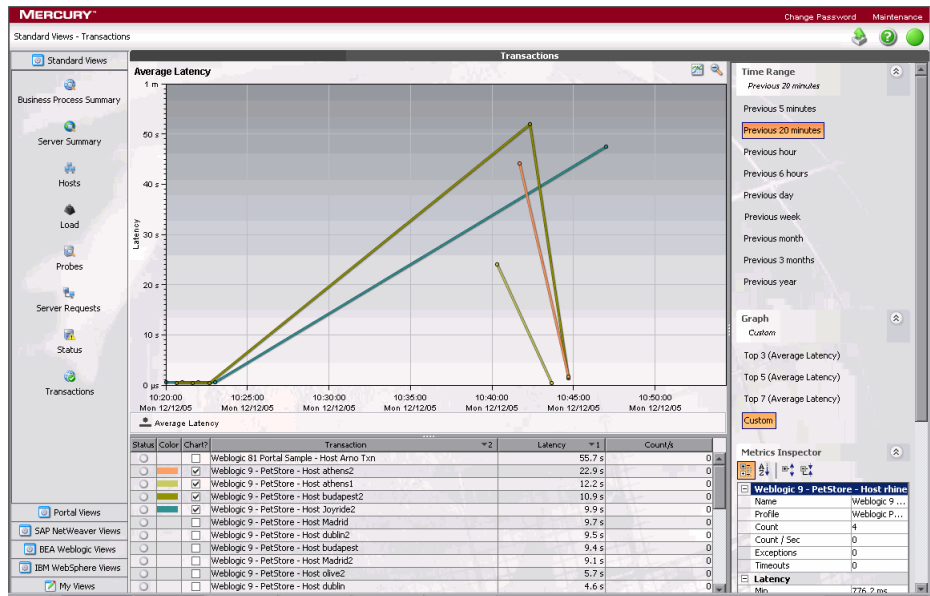 MERCURY™
Change Password Maintenance
Standard Views - Transactions
Standard Views
Business Process Summary
Server Summary
Hosts
Load
Probes
Server Requests
Status
Transactions
Portal Views
SAP NetWeaver Views
BEA Weblogic Views
IBM WebSphere Views
My Views
Transactions
Average Latency
1 m
50 s
40 s
30 s
20 s
10 s
0 µs
Latency
10:20:00 10:25:00 10:30:00 10:35:00 10:40:00 10:45:00 10:50:00
Mon 12/12/05 Mon 12/12/05 Mon 12/12/05 Mon 12/12/05 Mon 12/12/05 Mon 12/12/05 Mon 12/12/05
Average Latency
Status Color Chart? Transaction 2 Latency 1 Count/s
Weblogic 81 Portal Sample - Host Arno Txn 55.7 s 0
Weblogic 9 - PetStore - Host athens2 22.9 s 0
Weblogic 9 - PetStore - Host athens1 12.2 s 0
Weblogic 9 - PetStore - Host budapest2 10.9 s 0
Weblogic 9 - PetStore - Host Joyride2 9.9 s 0
Weblogic 9 - PetStore - Host Madrid 9.7 s 0
Weblogic 9 - PetStore - Host dublin2 9.5 s 0
Weblogic 9 - PetStore - Host budapest 9.4 s 0
Weblogic 9 - PetStore - Host Madrid2 9.1 s 0
Weblogic 9 - PetStore - Host olive2 5.7 s 0
Weblogic 9 - PetStore - Host dublin 4.6 s 0
Time Range
Previous 20 minutes
Previous 5 minutes
Previous 20 minutes
Previous hour
Previous 6 hours
Previous day
Previous week
Previous month
Previous 3 months
Previous year
Graph
Custom
Top 3 (Average Latency)
Top 5 (Average Latency)
Top 7 (Average Latency)
Custom
Metrics Inspector
Weblogic 9 - PetStore - Host rhine
Name Weblogic 9 ...
Profile Weblogic P...
Count 4
Count / Sec 0
Exceptions 0
Timeouts 0
Latency
Min 776.2 ms